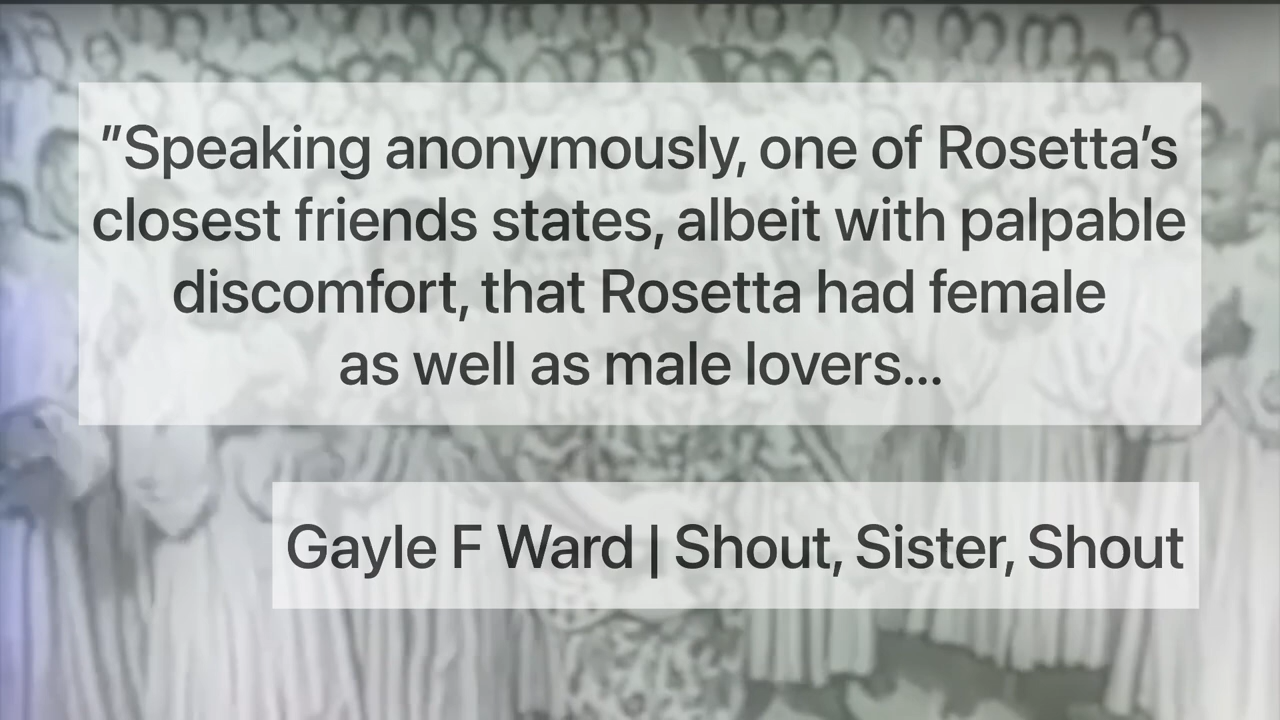 "Speaking anonymously, one of Rosetta’s
closest friends states, albeit with palpable
discomfort, that Rosetta had female
as well as male lovers...
Gayle F Ward | Shout, Sister, Shout